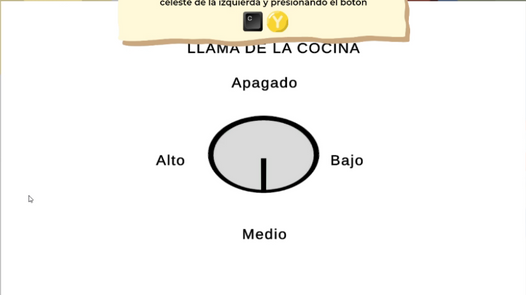 celeste de la izquierda y presionando el botón
C Y
LLAMA DE LA COCINA
Apagado
Alto
Bajo
Medio